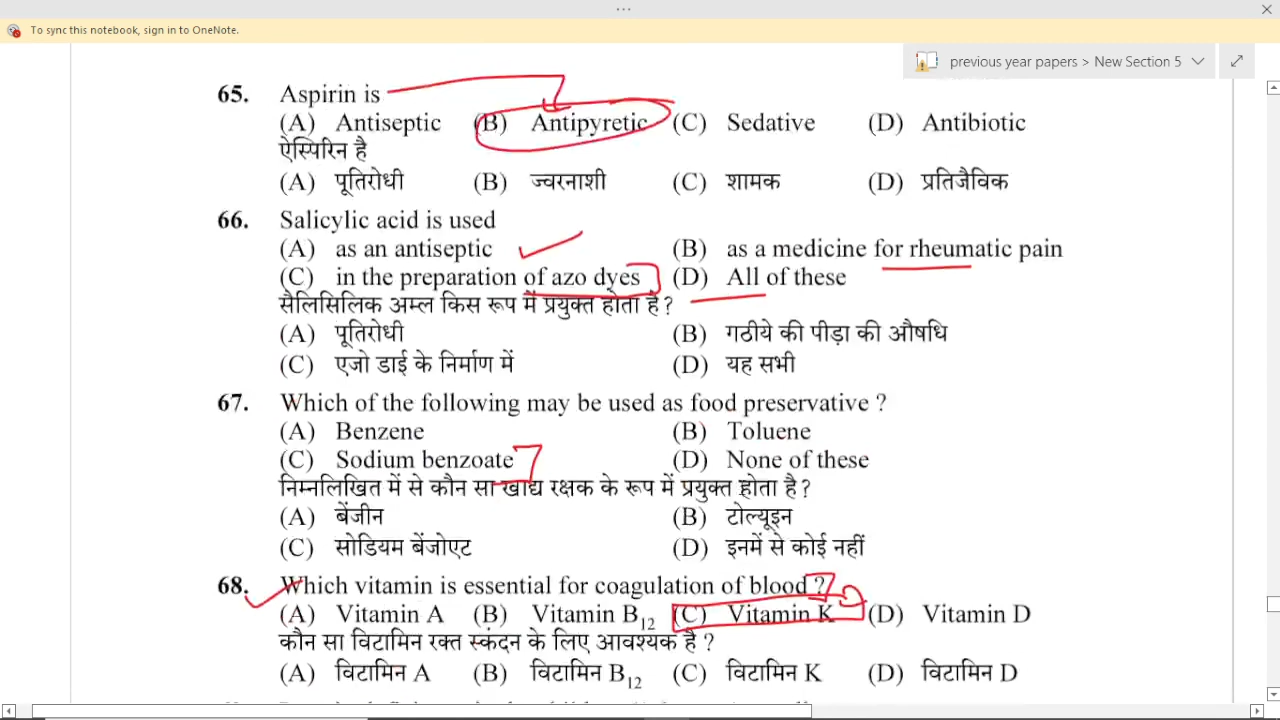 To sync this notebook, sign in to OneNote.
previous year papers > New Section 5
65. Aspirin is
(A) Antiseptic (B) Antipyretic (C) Sedative (D) Antibiotic
ऐस्पिरिन है
(A) पूतिरोधी (B) ज्वरनाशी (C) शामक (D) प्रतिजैविक
66. Salicylic acid is used
(A) as an antiseptic (B) as a medicine for rheumatic pain
(C) in the preparation of azo dyes (D) All of these
सैलिसिलिक अम्ल किस रूप में प्रयुक्त होता है ?
(A) पूतिरोधी (B) गठीये की पीड़ा की औषधि
(C) एजो डाई के निर्माण में (D) यह सभी
67. Which of the following may be used as food preservative ?
(A) Benzene (B) Toluene
(C) Sodium benzoate (D) None of these
निम्नलिखित में से कौन सा खाद्य रक्षक के रूप में प्रयुक्त होता है ?
(A) बेंजीन (B) टोल्यूइन
(C) सोडियम बेंजोएट (D) इनमें से कोई नहीं
68. Which vitamin is essential for coagulation of blood ?
(A) Vitamin A (B) Vitamin B12 (C) Vitamin K (D) Vitamin D
कौन सा विटामिन रक्त स्कंदन के लिए आवश्यक है ?
(A) विटामिन A (B) विटामिन B12 (C) विटामिन K (D) विटामिन D